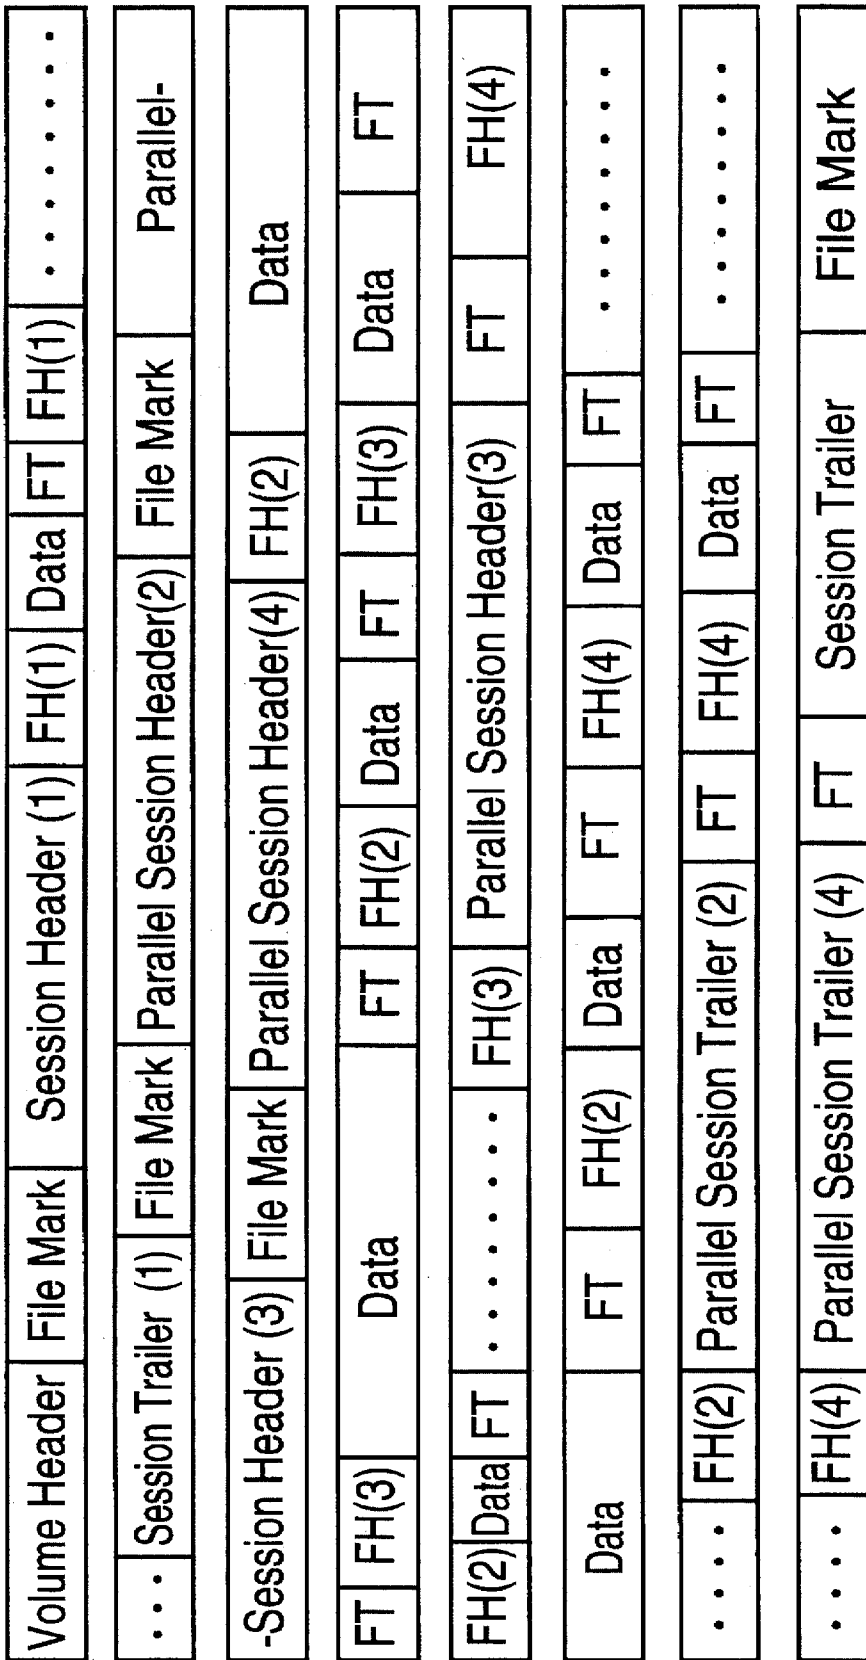 Volume Header File Mark Session Header (1) FH(1) Data FT FH(1) . . . . . . . .
. . . Session Trailer (1) File Mark Parallel Session Header(2) File Mark Parallel-
-Session Header (3) File Mark Parallel Session Header(4) FH(2) Data
FT FH(3) Data FT FH(2) Data FT FH(3) Data FT
FH(2) Data FT . . . . . . . . FH(3) Parallel Session Header(3) FT FH(4)
Data FT FH(2) Data FT FH(4) Data FT . . . . . . . .
. . . . FH(2) Parallel Session Trailer (2) FT FH(4) Data FT . . . . . . . .
. . . . FH(4) Parallel Session Trailer (4) FT Session Trailer File Mark